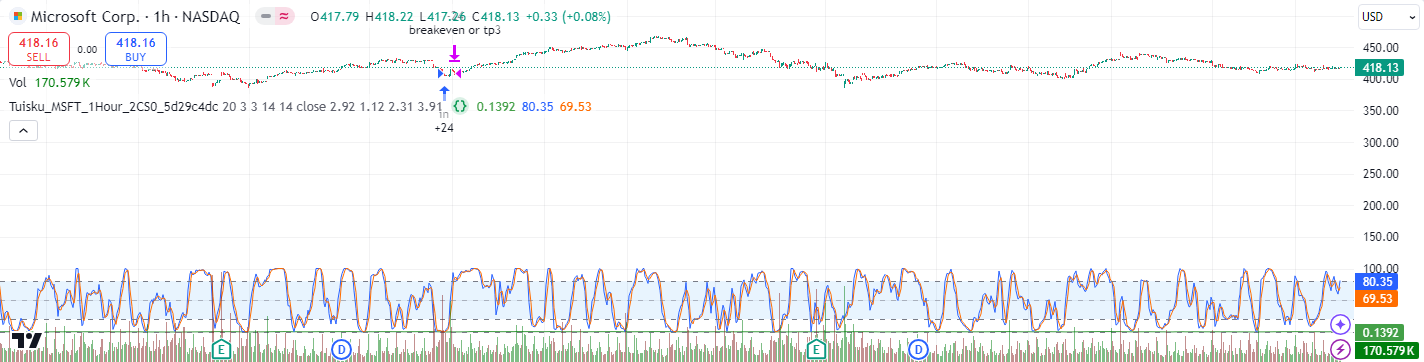 Microsoft Corp. · 1h · NASDAQ
O417.79 H418.22 L417.26 C418.13 +0.33 (+0.08%)
USD
418.16
SELL
0.00
418.16
BUY
Vol 170.579 K
Tuisku_MSFT_1Hour_2CS0_5d29c4dc 20 3 3 14 14 close 2.92 1.12 2.31 3.91 0.1392 80.35 69.53
breakeven or tp3
in
+24
450.00
418.13
400.00
350.00
300.00
250.00
200.00
150.00
100.00
80.35
69.53
0.1392
170.579 K
E
D
E
D